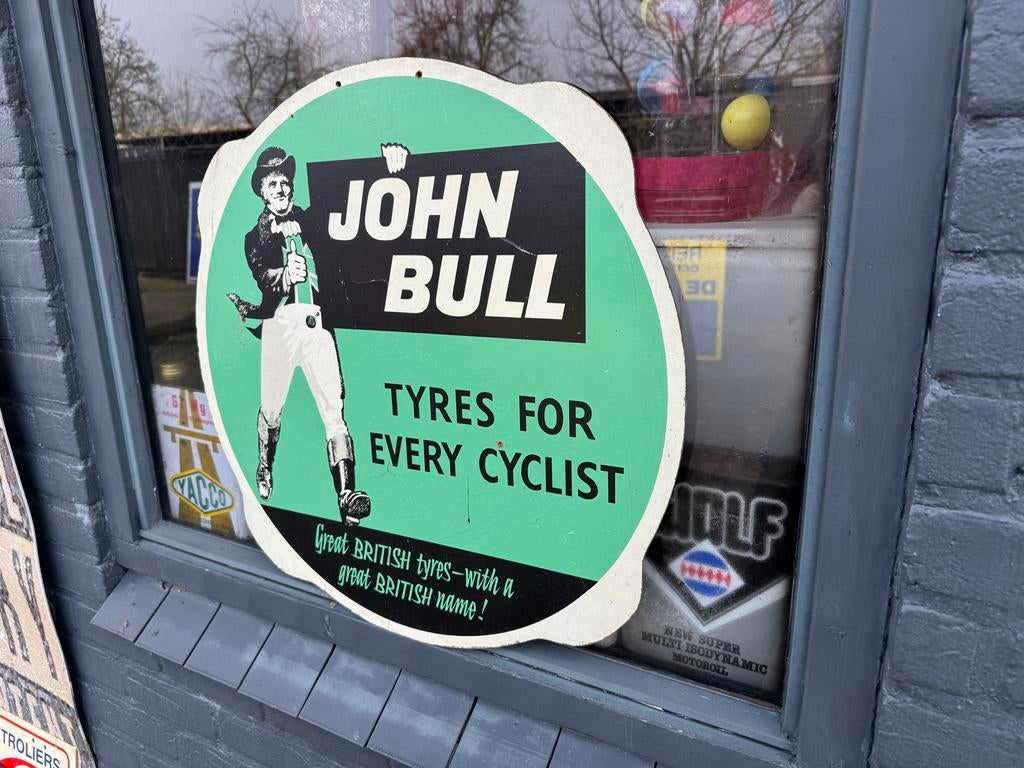 JOHN
BULL
TYRES FOR
EVERY CYCLIST
Great BRITISH tyres—with a
great BRITISH name!
YACCO
WOLF
NEW SUPER
MULTI ISODYNAMIC
MOTOROIL
TROLIERS